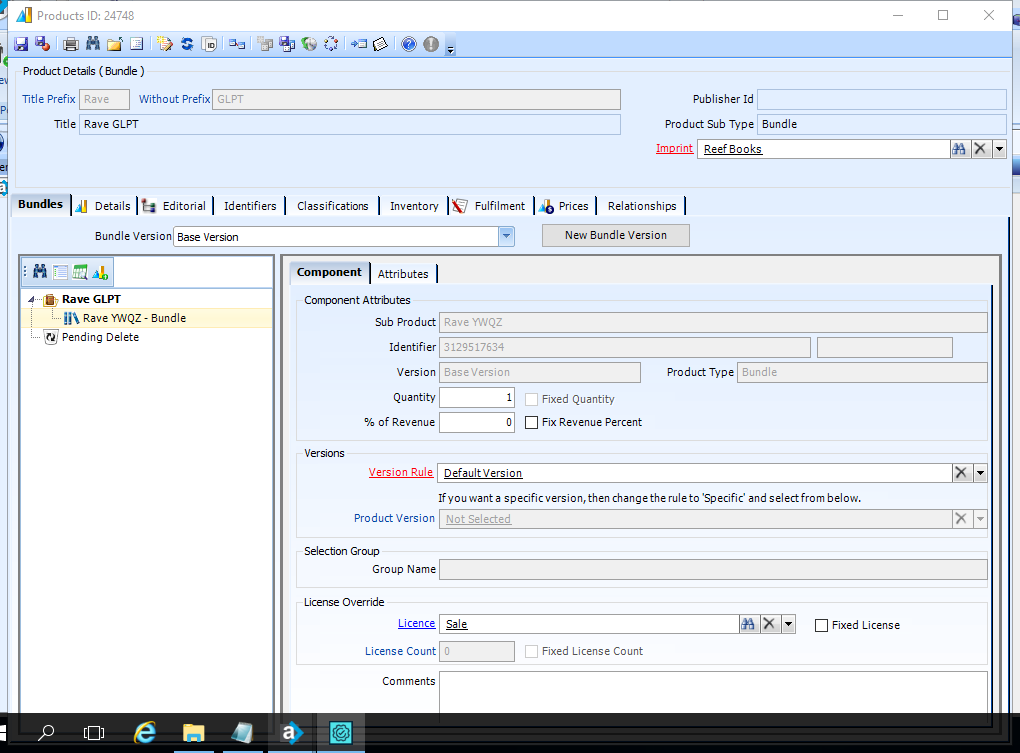 Products ID: 24748
Product Details ( Bundle )
Title Prefix Rave Without Prefix GLPT Publisher Id
Title Rave GLPT Product Sub Type Bundle
Imprint Reef Books
Bundles Details Editorial Identifiers Classifications Inventory Fulfilment Prices Relationships
Bundle Version Base Version New Bundle Version
Rave GLPT
Rave YWQZ - Bundle
Pending Delete
Component Attributes
Component Attributes
Sub Product Rave YWQZ
Identifier 3129517634
Version Base Version Product Type Bundle
Quantity 1 Fixed Quantity
% of Revenue 0 Fix Revenue Percent
Versions
Version Rule Default Version
If you want a specific version, then change the rule to 'Specific' and select from below.
Product Version Not Selected
Selection Group
Group Name
License Override
Licence Sale Fixed License
License Count 0 Fixed License Count
Comments